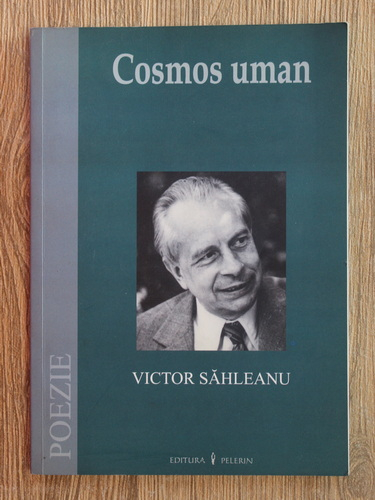 Cosmos uman
VICTOR SĂHLEANU
POEZIE
EDITURA PELERIN